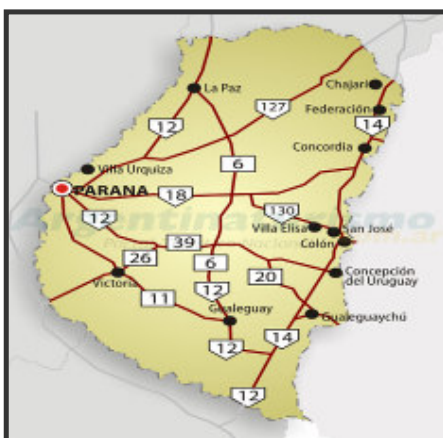 La Paz
Chajarí
127
Federación
12
14
Concordia
6
Villa Urquiza
PARANA
18
130
Villa Elisa
San José
12
39
Colón
26
6
20
Concepción
del Uruguay
Victoria
11
12
Gualeguay
Gualeguaychú
12
14
12